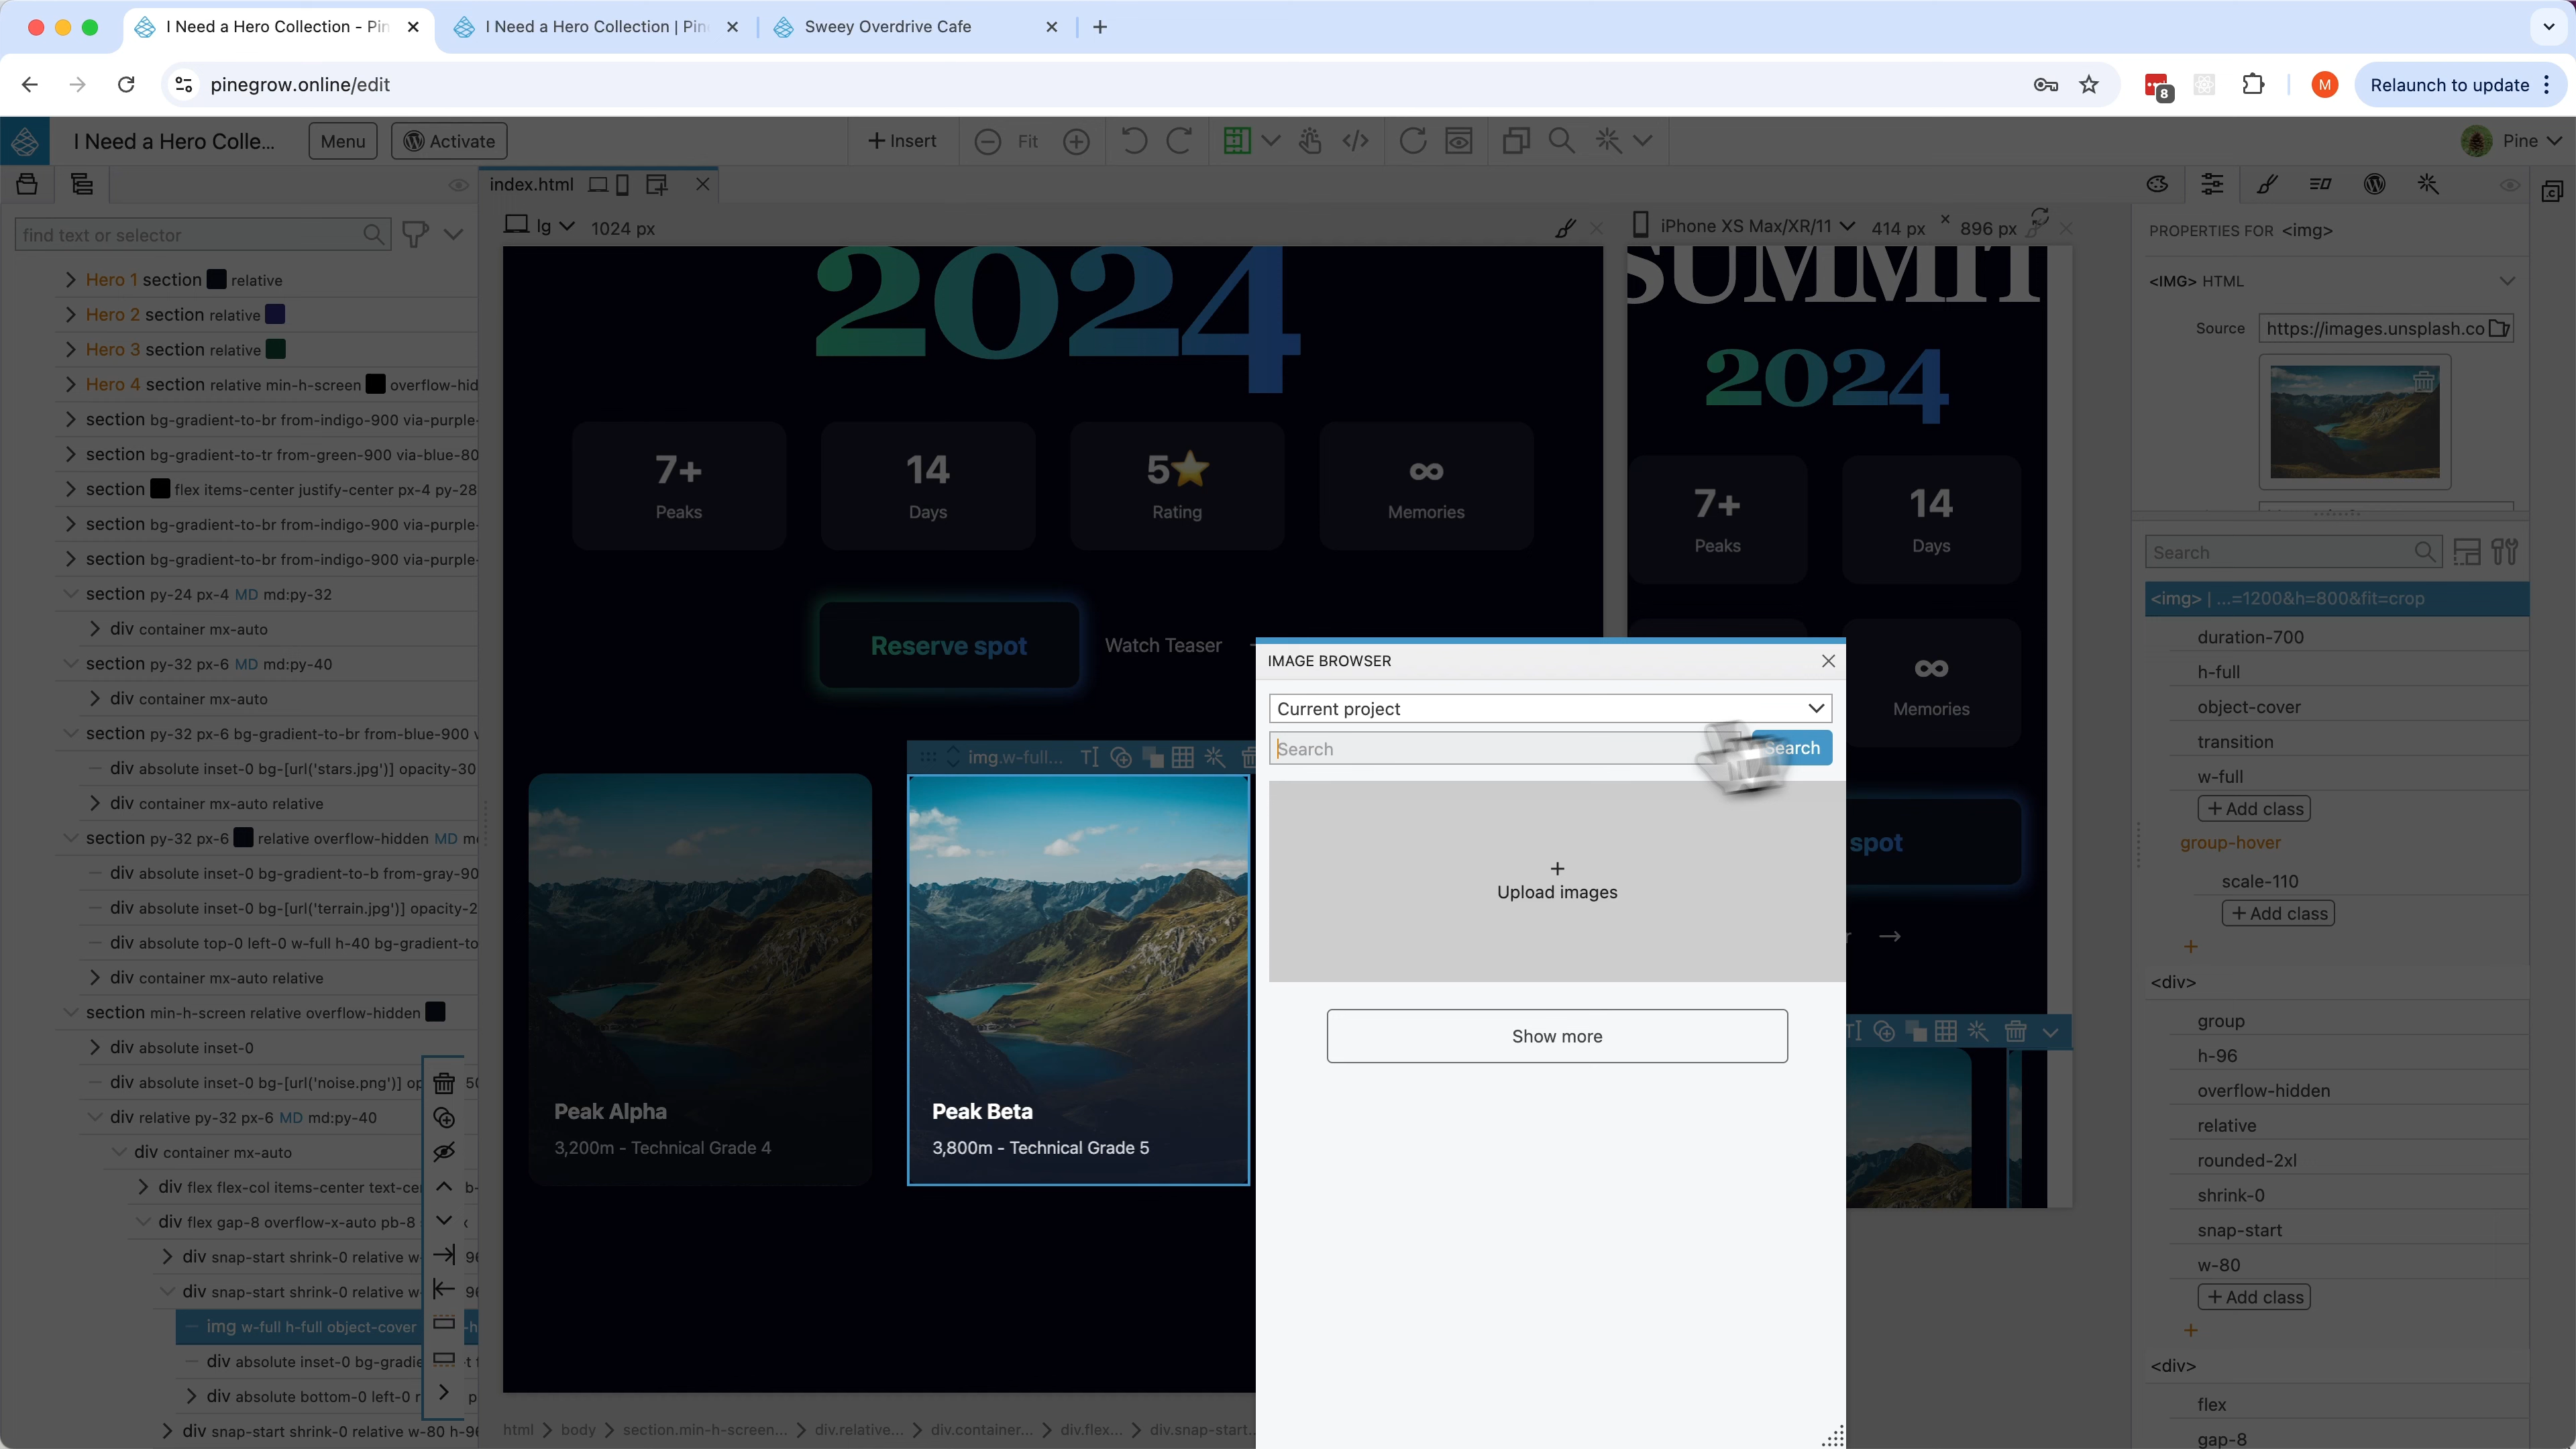 I Need a Hero Collection - Pin
I Need a Hero Collection | Pin
Sweey Overdrive Cafe
pinegrow.online/edit
8
M
Relaunch to update
I Need a Hero Colle...
Menu
Activate
Insert
Fit
Pine
index.html
find text or selector
lg
1024 px
iPhone XS Max/XR/11
414 px
×
896 px
PROPERTIES FOR <img>
<IMG> HTML
Source
https://images.unsplash.co
Hero 1 section relative
Hero 2 section relative
Hero 3 section relative
Hero 4 section relative min-h-screen overflow-hid
section bg-gradient-to-br from-indigo-900 via-purple-
section bg-gradient-to-tr from-green-900 via-blue-80
section flex items-center justify-center px-4 py-28
section bg-gradient-to-br from-indigo-900 via-purple-
section bg-gradient-to-br from-indigo-900 via-purple-
section py-24 px-4 MD md:py-32
div container mx-auto
section py-32 px-6 MD md:py-40
div container mx-auto
section py-32 px-6 bg-gradient-to-br from-blue-900 v
div absolute inset-0 bg-[url('stars.jpg')] opacity-30
div container mx-auto relative
section py-32 px-6 relative overflow-hidden MD m
div absolute inset-0 bg-gradient-to-b from-gray-90
div absolute inset-0 bg-[url('terrain.jpg')] opacity-2
div absolute top-0 left-0 w-full h-40 bg-gradient-to
div container mx-auto relative
section min-h-screen relative overflow-hidden
div absolute inset-0
div absolute inset-0 bg-[url('noise.png')] op 50
div relative py-32 px-6 MD md:py-40
div container mx-auto
div flex flex-col items-center text-cen b-
div flex gap-8 overflow-x-auto pb-8 x
div snap-start shrink-0 relative w- 96
div snap-start shrink-0 relative w- 96
img w-full h-full object-cover -h
div absolute inset-0 bg-gradie t f
div absolute bottom-0 left-0 r p
div snap-start shrink-0 relative w-80 h-96
2024
7+
Peaks
14
Days
5⭐
Rating
∞
Memories
Reserve spot
Watch Teaser
img.w-full...
Peak Alpha
3,200m - Technical Grade 4
Peak Beta
3,800m - Technical Grade 5
html
body
section.min-h-screen...
div.relative...
div.container...
div.flex...
div.snap-start...
SUMMIT
2024
7+
Peaks
14
Days
∞
Memories
spot
→
IMAGE BROWSER
Current project
Search
Search
+
Upload images
Show more
Search
<img> | ...=1200&h=800&fit=crop
duration-700
h-full
object-cover
transition
w-full
+ Add class
group-hover
scale-110
+ Add class
+
<div>
group
h-96
overflow-hidden
relative
rounded-2xl
shrink-0
snap-start
w-80
+ Add class
+
<div>
flex
gap-8